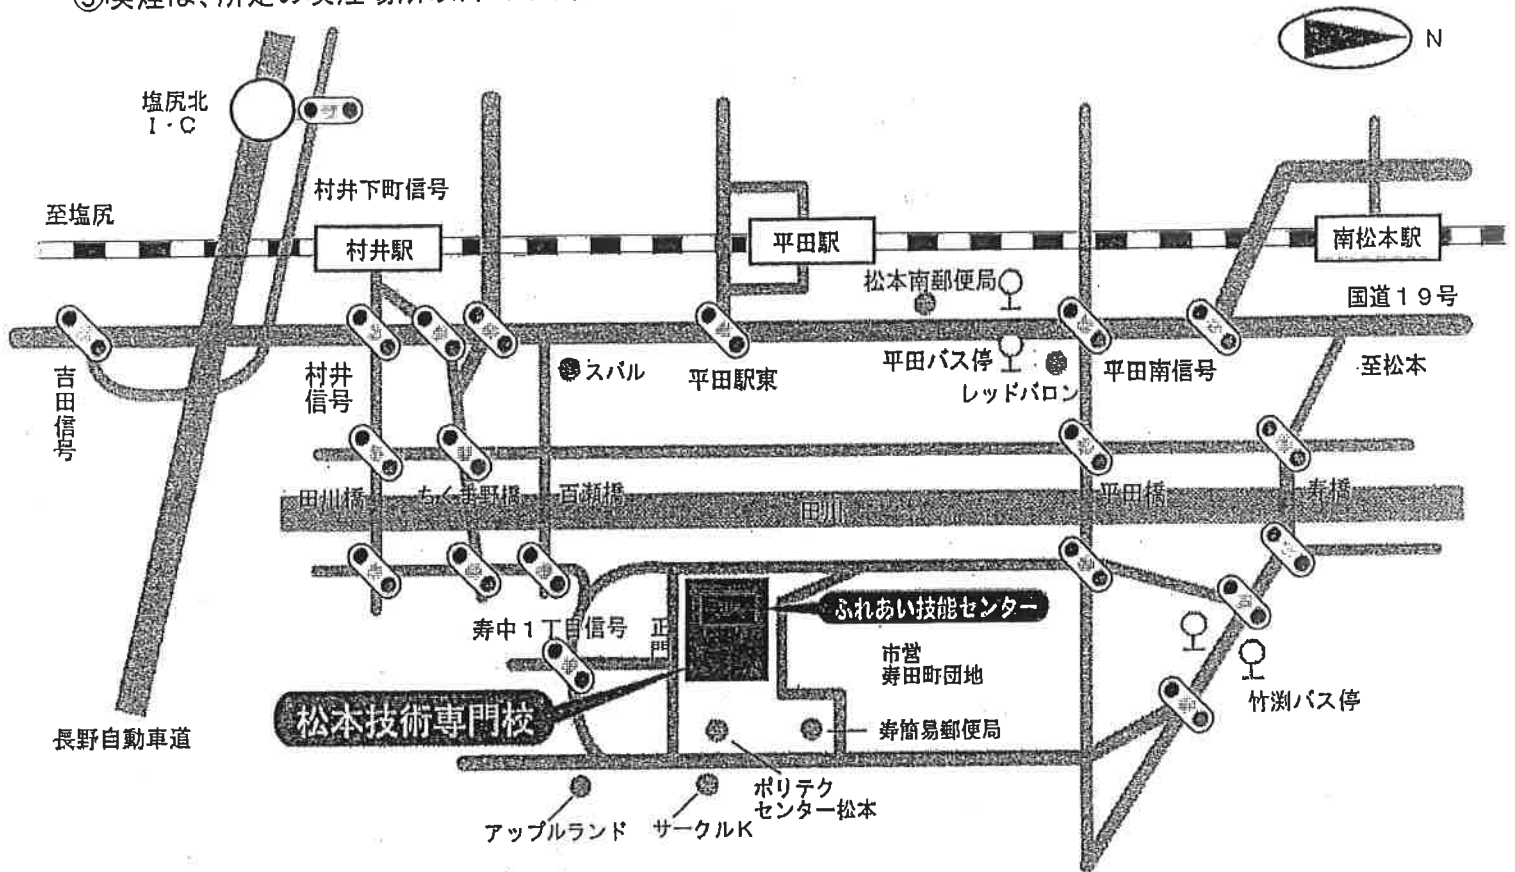 N
塩尻北
I・C
村井下町信号
至塩尻
村井駅
平田駅
南松本駅
松本南郵便局
国道19号
吉田信号
村井
信号
スバル
平田駅東
平田バス停
レッドバロン
平田南信号
至松本
田川橋
百瀬橋
田川
平田橋
寿橋
寿中1丁目信号
正門
ふれあい技能センター
市営
寿田町団地
松本技術専門校
寿簡易郵便局
竹渕バス停
長野自動車道
ポリテク
センター松本
アップルランド
サークルK